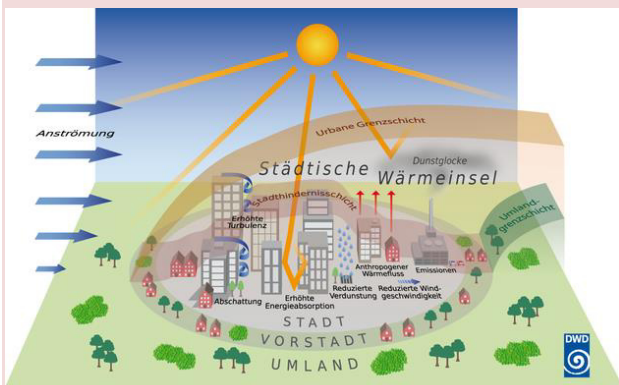 Urbane Grenzschicht
Anströmung
Städtische
Wärmeinsel
Dunstglocke
Stadthindernisschicht
Umland-
grenzschicht
Erhöhte
Turbulenz
Abschattung
Erhöhte
Energieabsorption
Reduzierte
Verdunstung
Anthropogener
Wärmefluss
Reduzierte Wind-
geschwindigkeit
Emissionen
STADT
VORSTADT
UMLAND
DWD